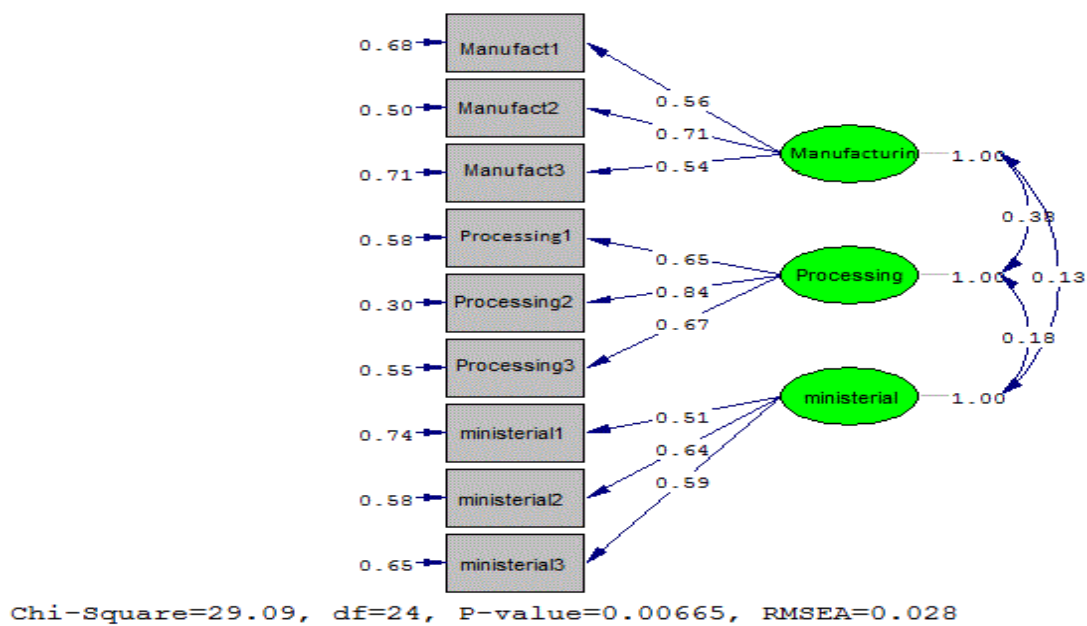 0.68 Manufact1
0.56
0.50 Manufact2
0.71
Manufacturin 1.00
0.71 Manufact3
0.54
0.38
0.58 Processing1
0.65
Processing 1.00 0.13
0.84
0.30 Processing2
0.67
0.18
0.55 Processing3
ministerial 1.00
0.51
0.74 ministerial1
0.64
0.59
0.58 ministerial2
0.65 ministerial3
Chi-Square=29.09, df=24, P-value=0.00665, RMSEA=0.028